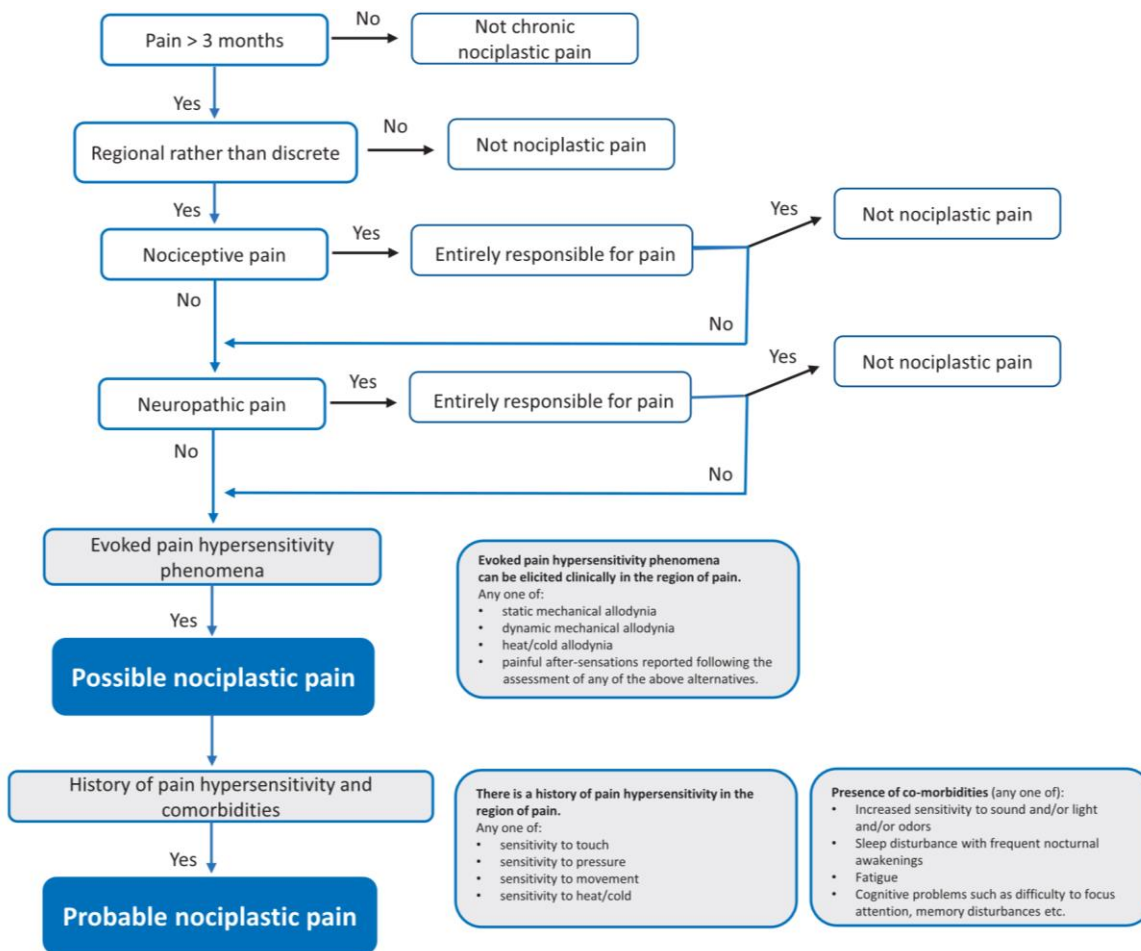 Pain > 3 months
No
Not chronic
nociplastic pain
Yes
Regional rather than discrete
No
Not nociplastic pain
Yes
Nociceptive pain
Yes
Entirely responsible for pain
Yes
Not nociplastic pain
No
No
Neuropathic pain
Yes
Entirely responsible for pain
Yes
Not nociplastic pain
No
No
Evoked pain hypersensitivity
phenomena
Evoked pain hypersensitivity phenomena
can be elicited clinically in the region of pain.
Any one of:
• static mechanical allodynia
• dynamic mechanical allodynia
• heat/cold allodynia
• painful after-sensations reported following the
assessment of any of the above alternatives.
Yes
Possible nociplastic pain
History of pain hypersensitivity and
comorbidities
There is a history of pain hypersensitivity in the
region of pain.
Any one of:
• sensitivity to touch
• sensitivity to pressure
• sensitivity to movement
• sensitivity to heat/cold
Presence of co-morbidities (any one of):
• Increased sensitivity to sound and/or light
and/or odors
• Sleep disturbance with frequent nocturnal
awakenings
• Fatigue
• Cognitive problems such as difficulty to focus
attention, memory disturbances etc.
Yes
Probable nociplastic pain